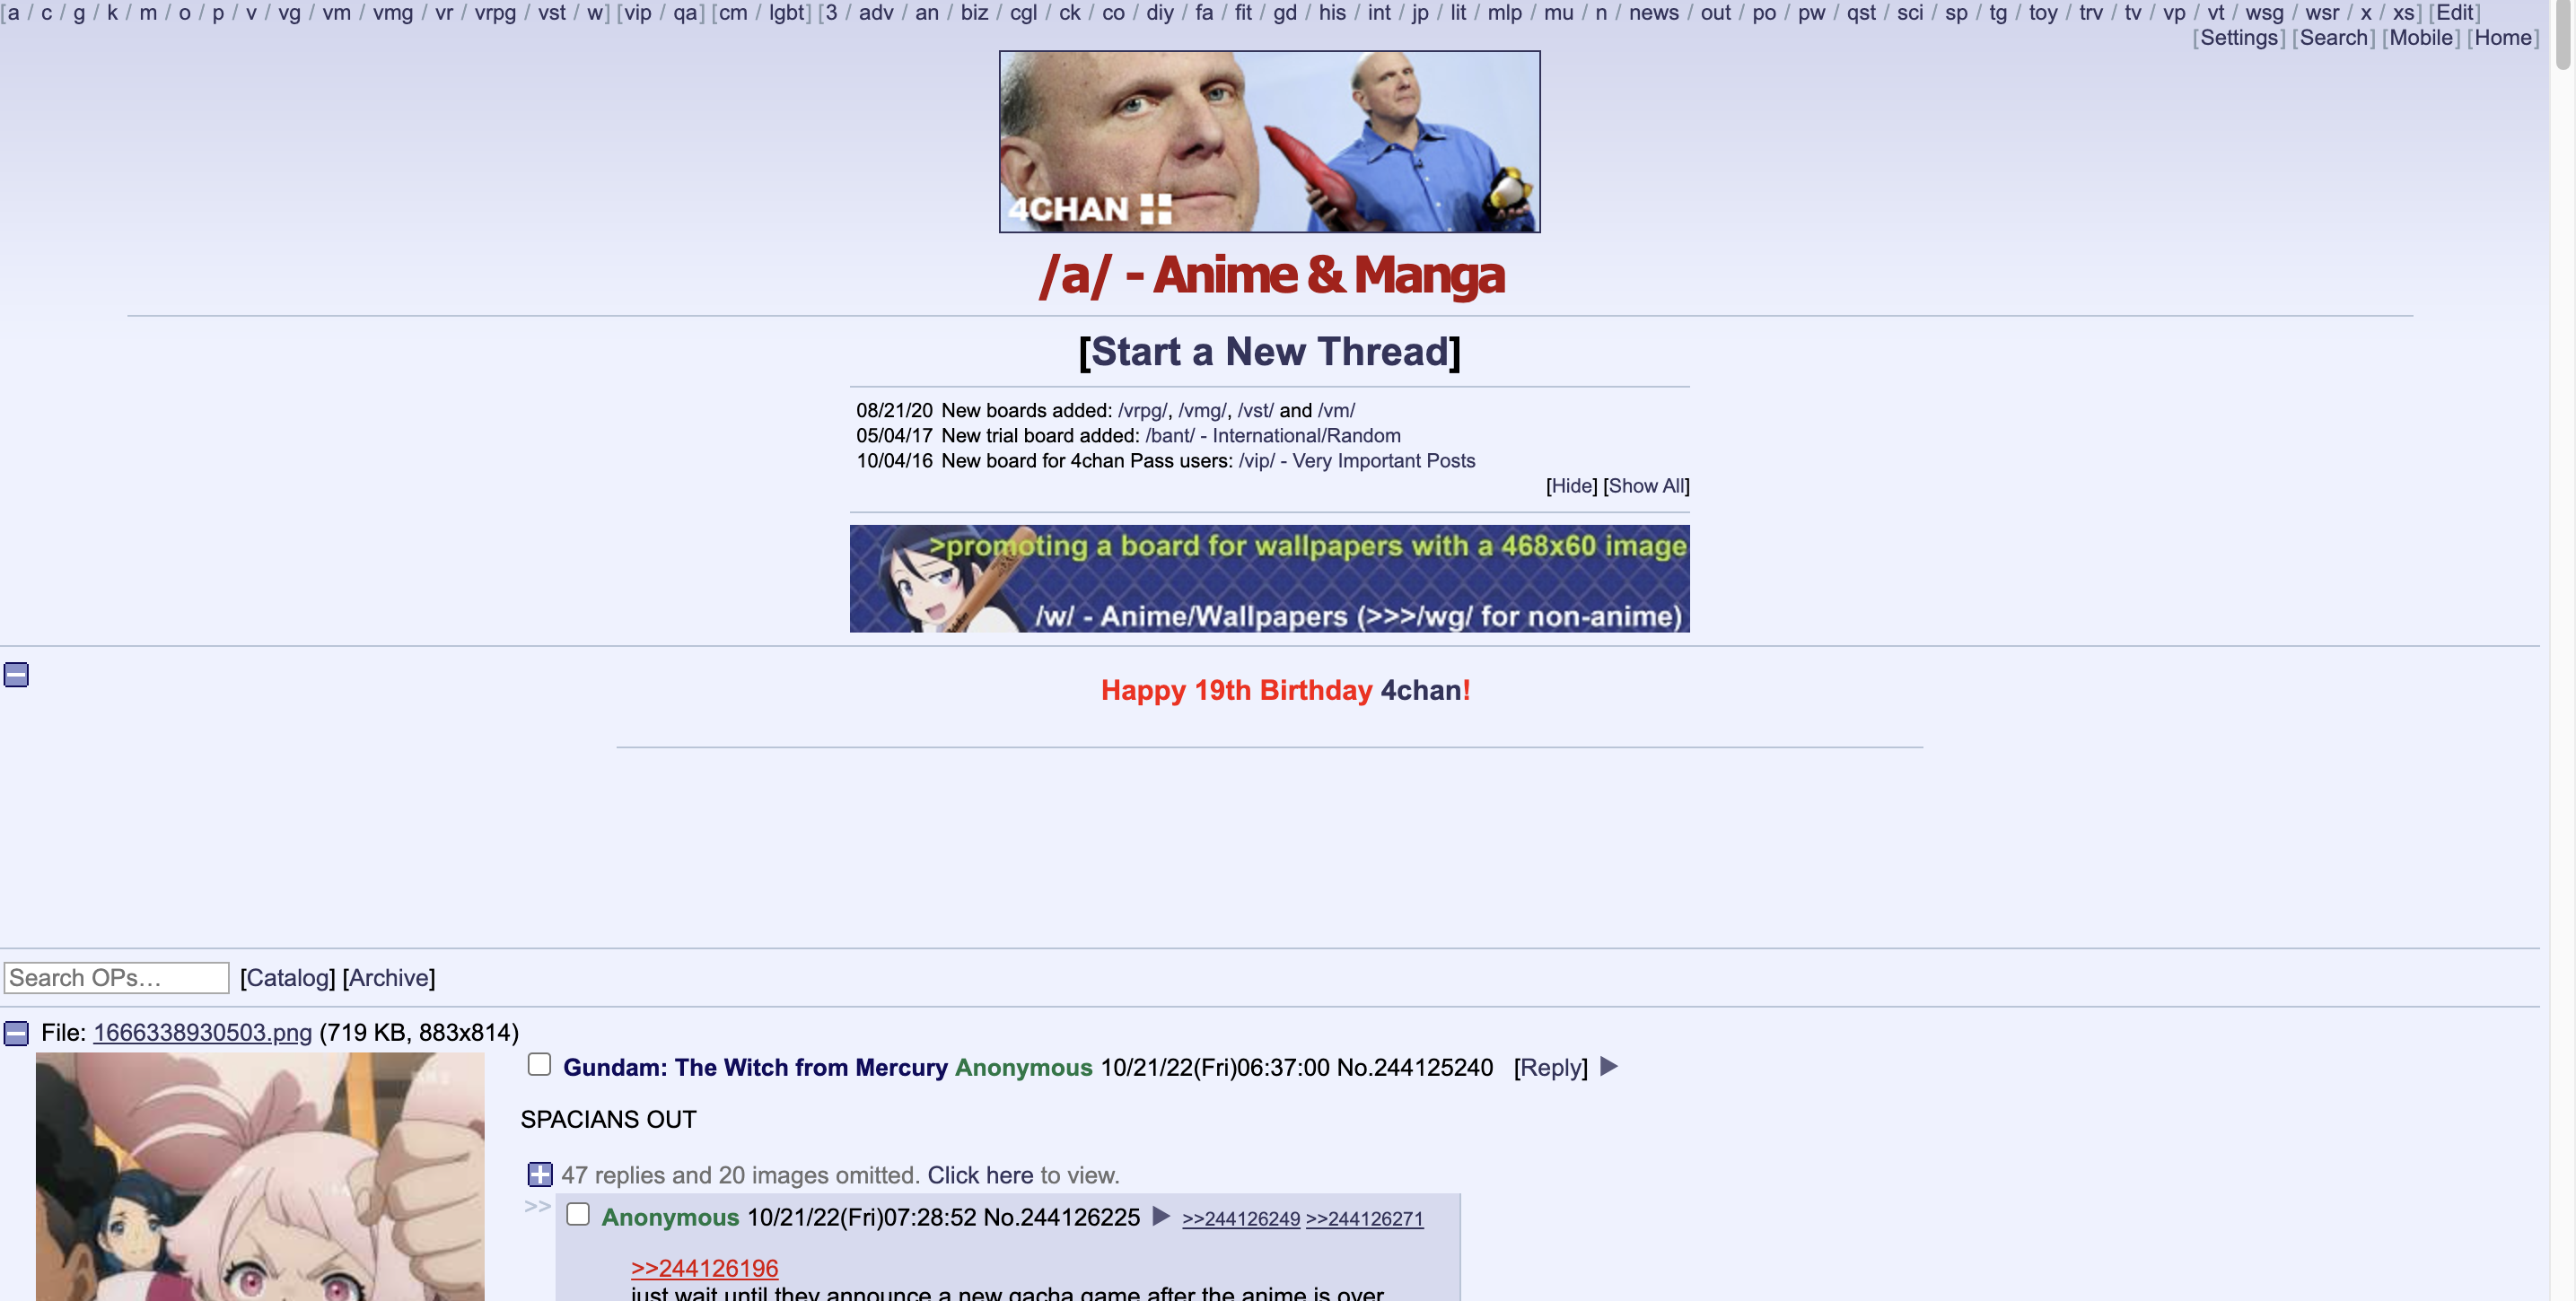 [a / c / g / k / m / o / p / v / vg / vm / vmg / vr / vrpg / vst / w] [vip / qa] [cm / lgbt] [3 / adv / an / biz / cgl / ck / co / diy / fa / fit / gd / his / int / jp / lit / mlp / mu / n / news / out / po / pw / qst / sci / sp / tg / toy / trv / tv / vp / vt / wsg / wsr / x / xs] [Edit]
[Settings] [Search] [Mobile] [Home]
4CHAN
/a/ - Anime & Manga
[Start a New Thread]
08/21/20 New boards added: /vrpg/, /vmg/, /vst/ and /vm/
05/04/17 New trial board added: /bant/ - International/Random
10/04/16 New board for 4chan Pass users: /vip/ - Very Important Posts
[Hide] [Show All]
>promoting a board for wallpapers with a 468x60 image
/w/ - Anime/Wallpapers (>>>/wg/ for non-anime)
Happy 19th Birthday 4chan!
Search OPs... [Catalog] [Archive]
File: 1666338930503.png (719 KB, 883x814)
Gundam: The Witch from Mercury Anonymous 10/21/22(Fri)06:37:00 No.244125240 [Reply] ▶
SPACIANS OUT
47 replies and 20 images omitted. Click here to view.
>> Anonymous 10/21/22(Fri)07:28:52 No.244126225 ▶ >>244126249 >>244126271
>>244126196
just wait until they announce a new gacha game after the anime is over